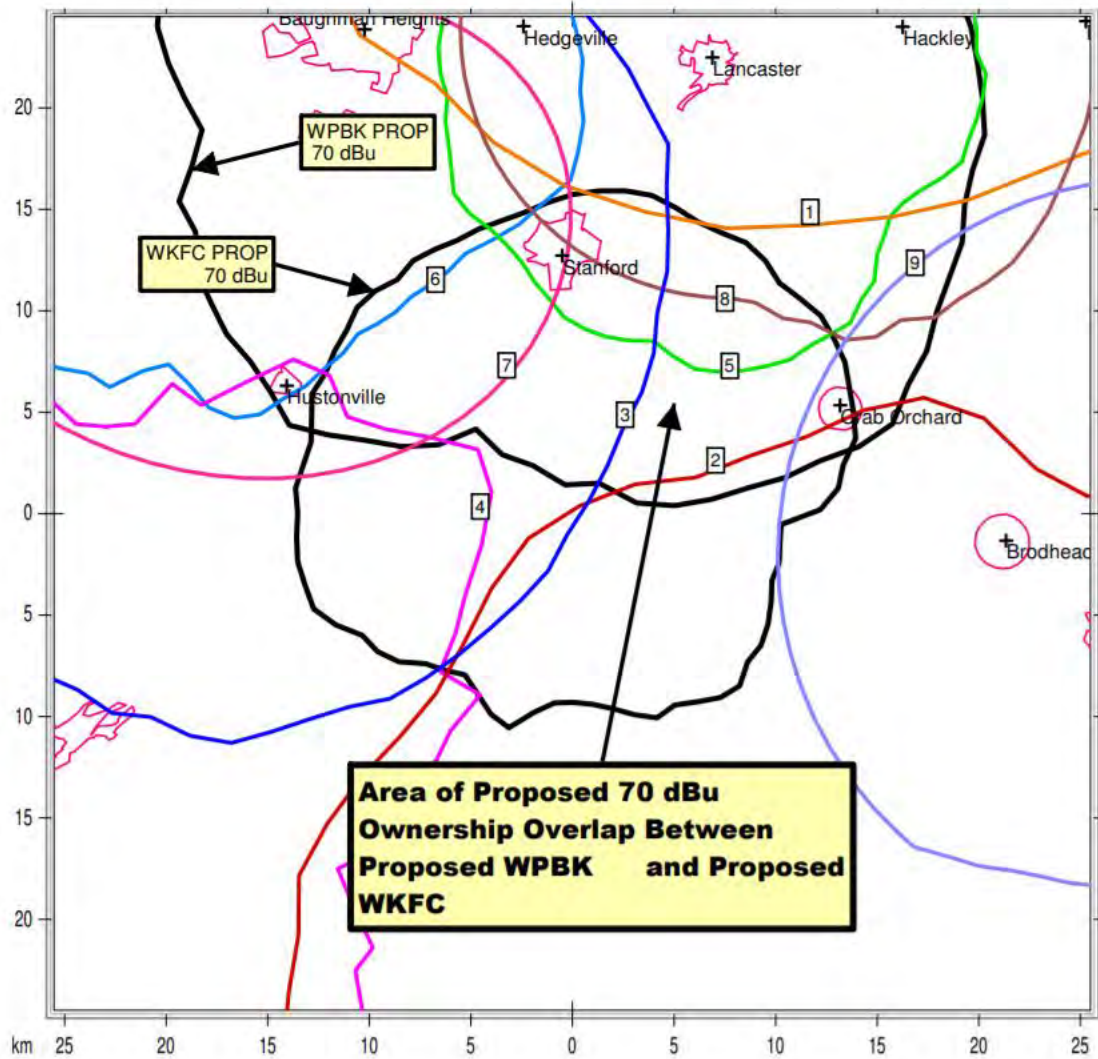 Baughman Heights
Hedgeville
Hackley
Lancaster
20
WPBK PROP
70 dBu
15
1
WKFC PROP
70 dBu
6
Stanford
9
10
8
7
5
Hustonville
5
3
Crab Orchard
2
4
0
Brodhead
5
10
Area of Proposed 70 dBu
Ownership Overlap Between
Proposed WPBK and Proposed
WKFC
15
20
km 25 20 15 10 5 0 5 10 15 20 25